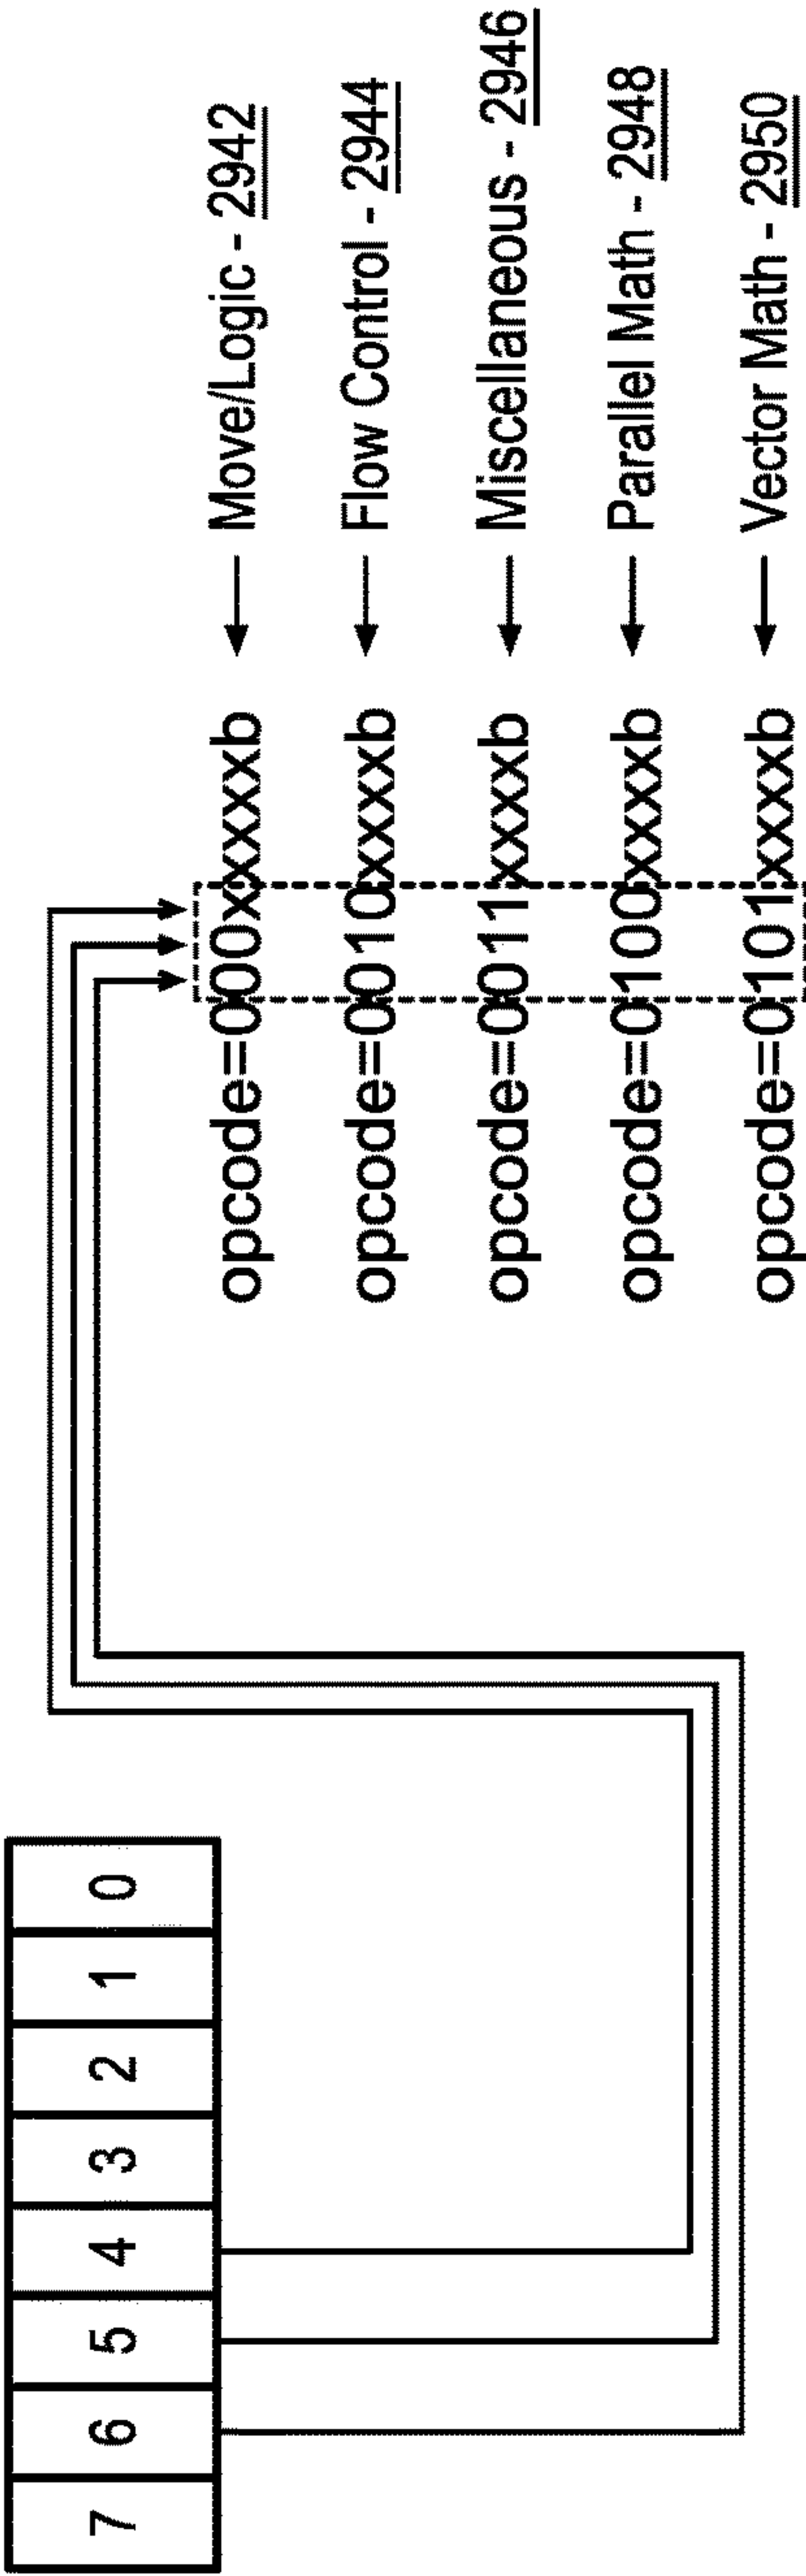 7 6 5 4 3 2 1 0
opcode=000xxxxxb ← Move/Logic - 2942
opcode=0010xxxxb ← Flow Control - 2944
opcode=0011xxxxb ← Miscellaneous - 2946
opcode=0100xxxxb ← Parallel Math - 2948
opcode=0101xxxxb ← Vector Math - 2950